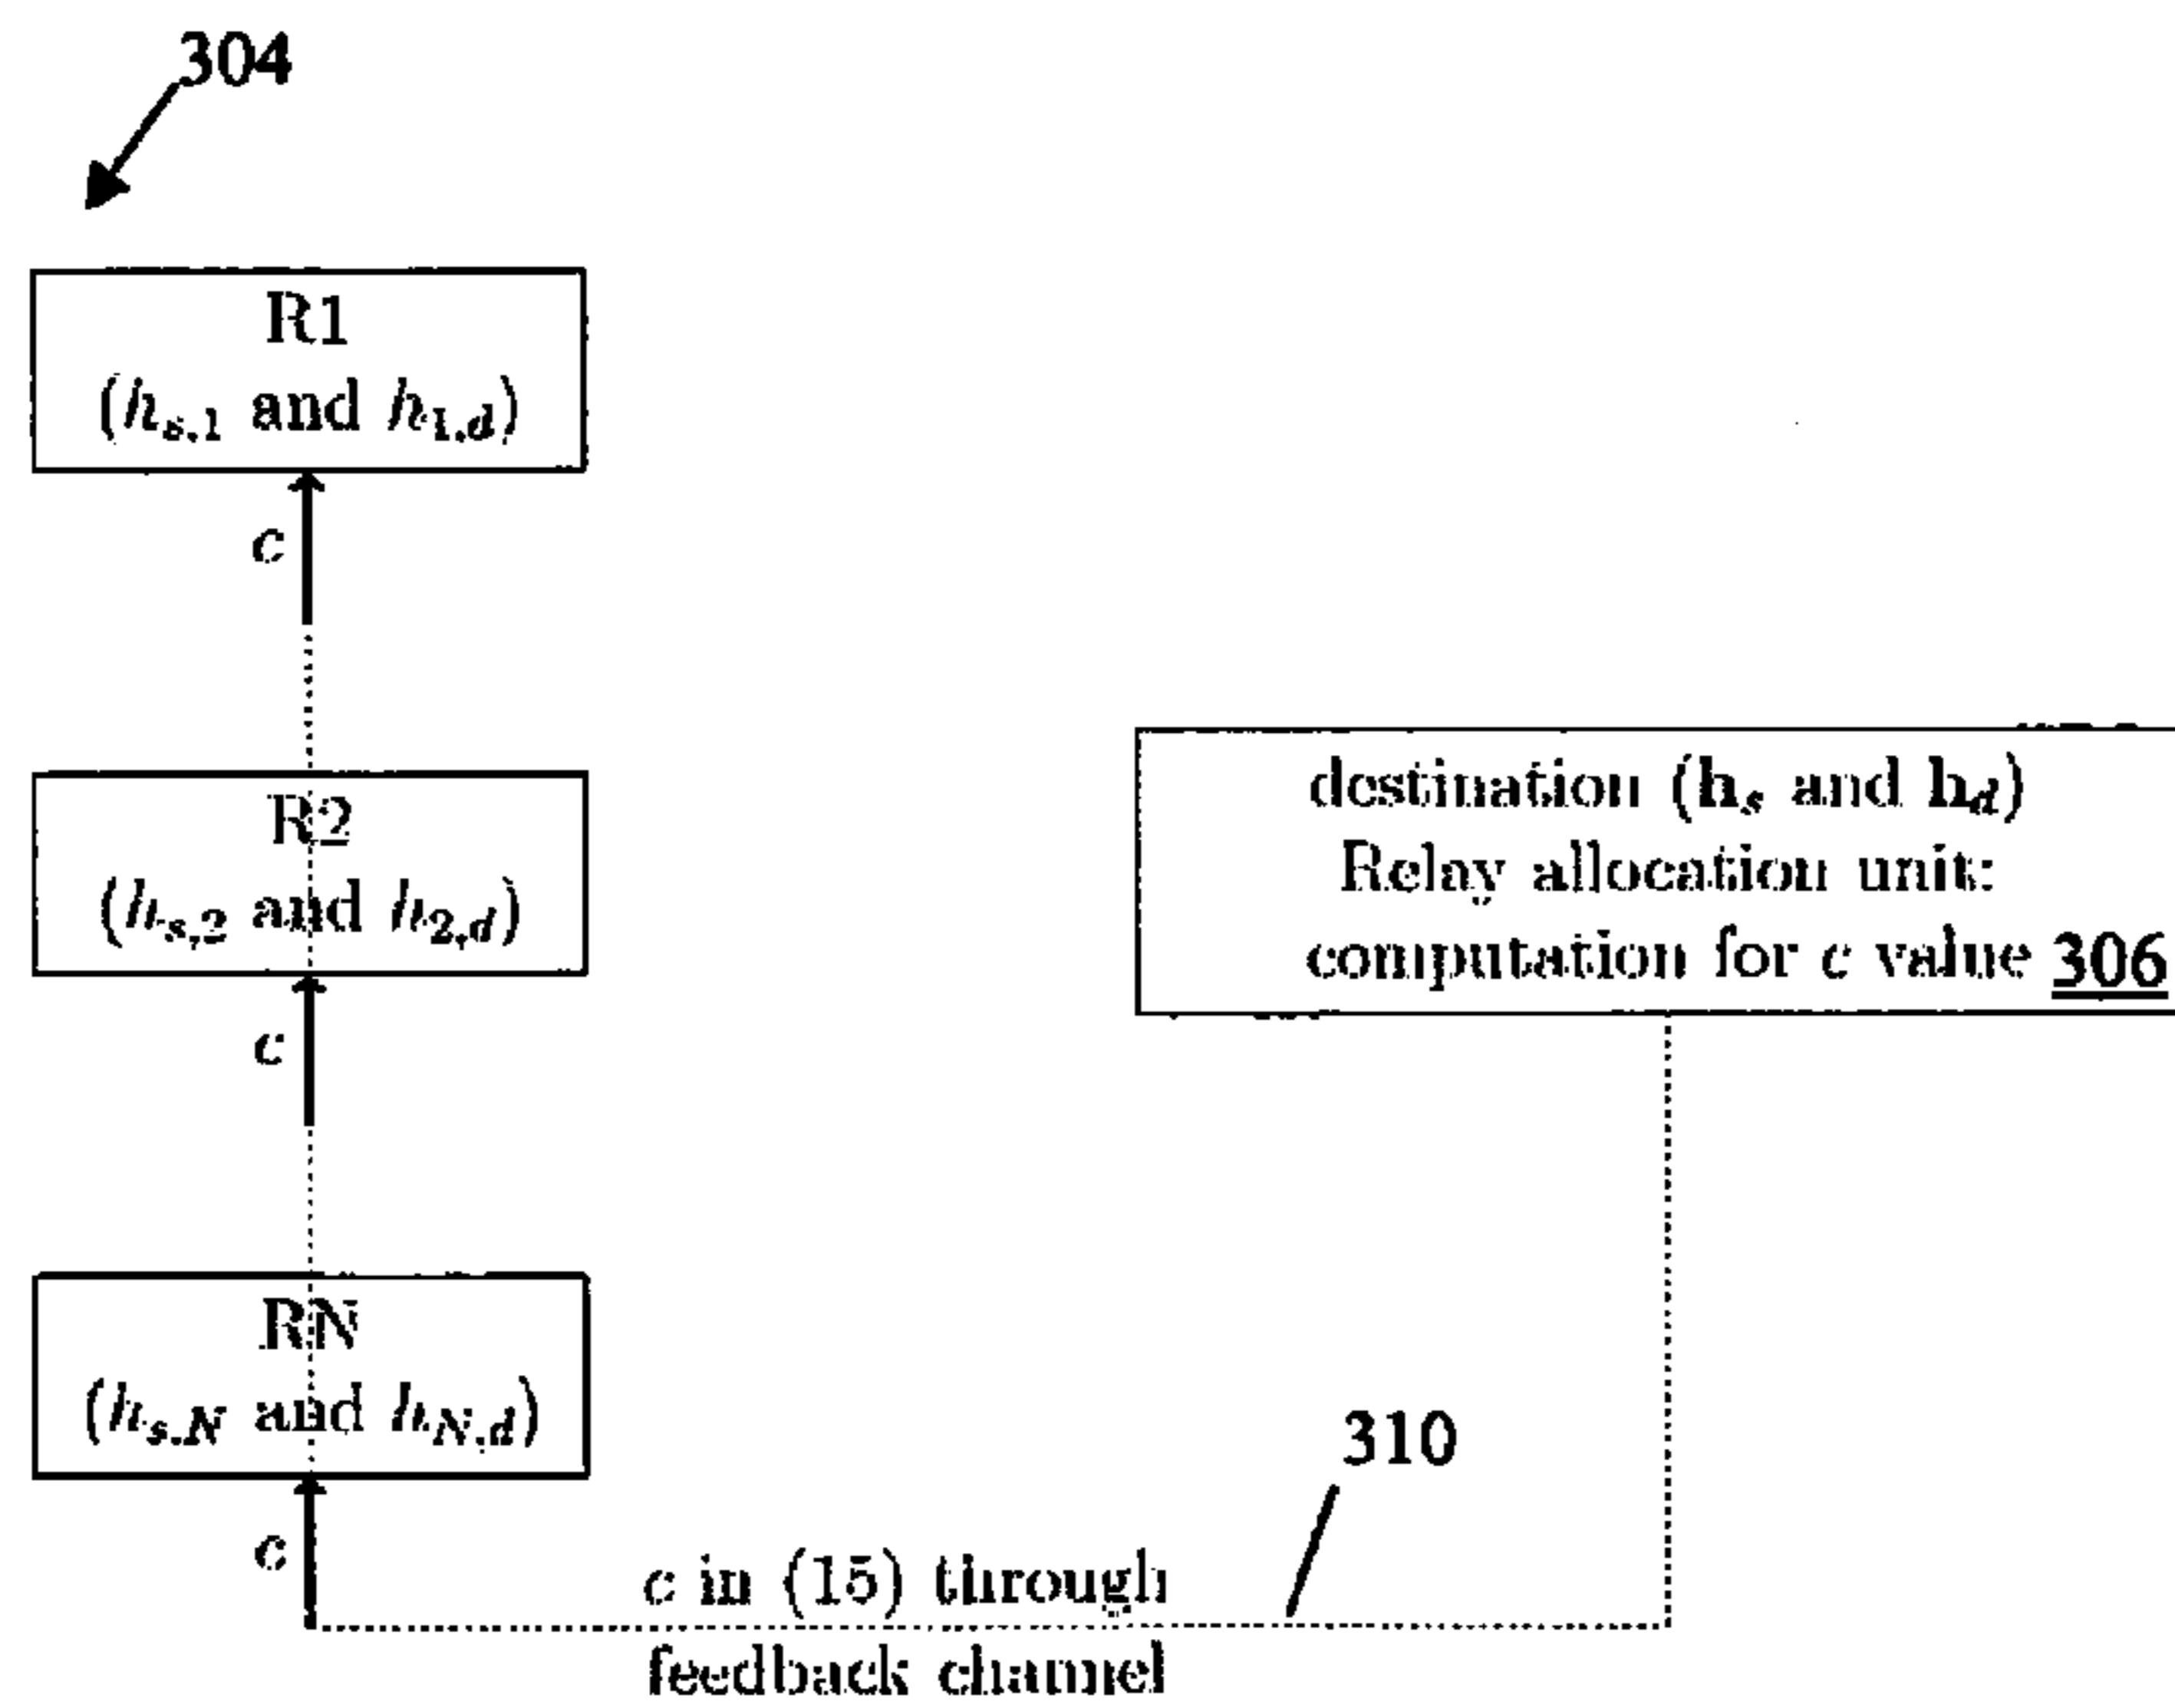 304
R1
(h_{s,1} and h_{1,d})
c
R2
(h_{s,2} and h_{2,d})
c
destination (h_s and h_d)
Relay allocation unit:
computation for c value 306
RN
(h_{s,N} and h_{N,d})
310
c
c in (15) through
feedback channel